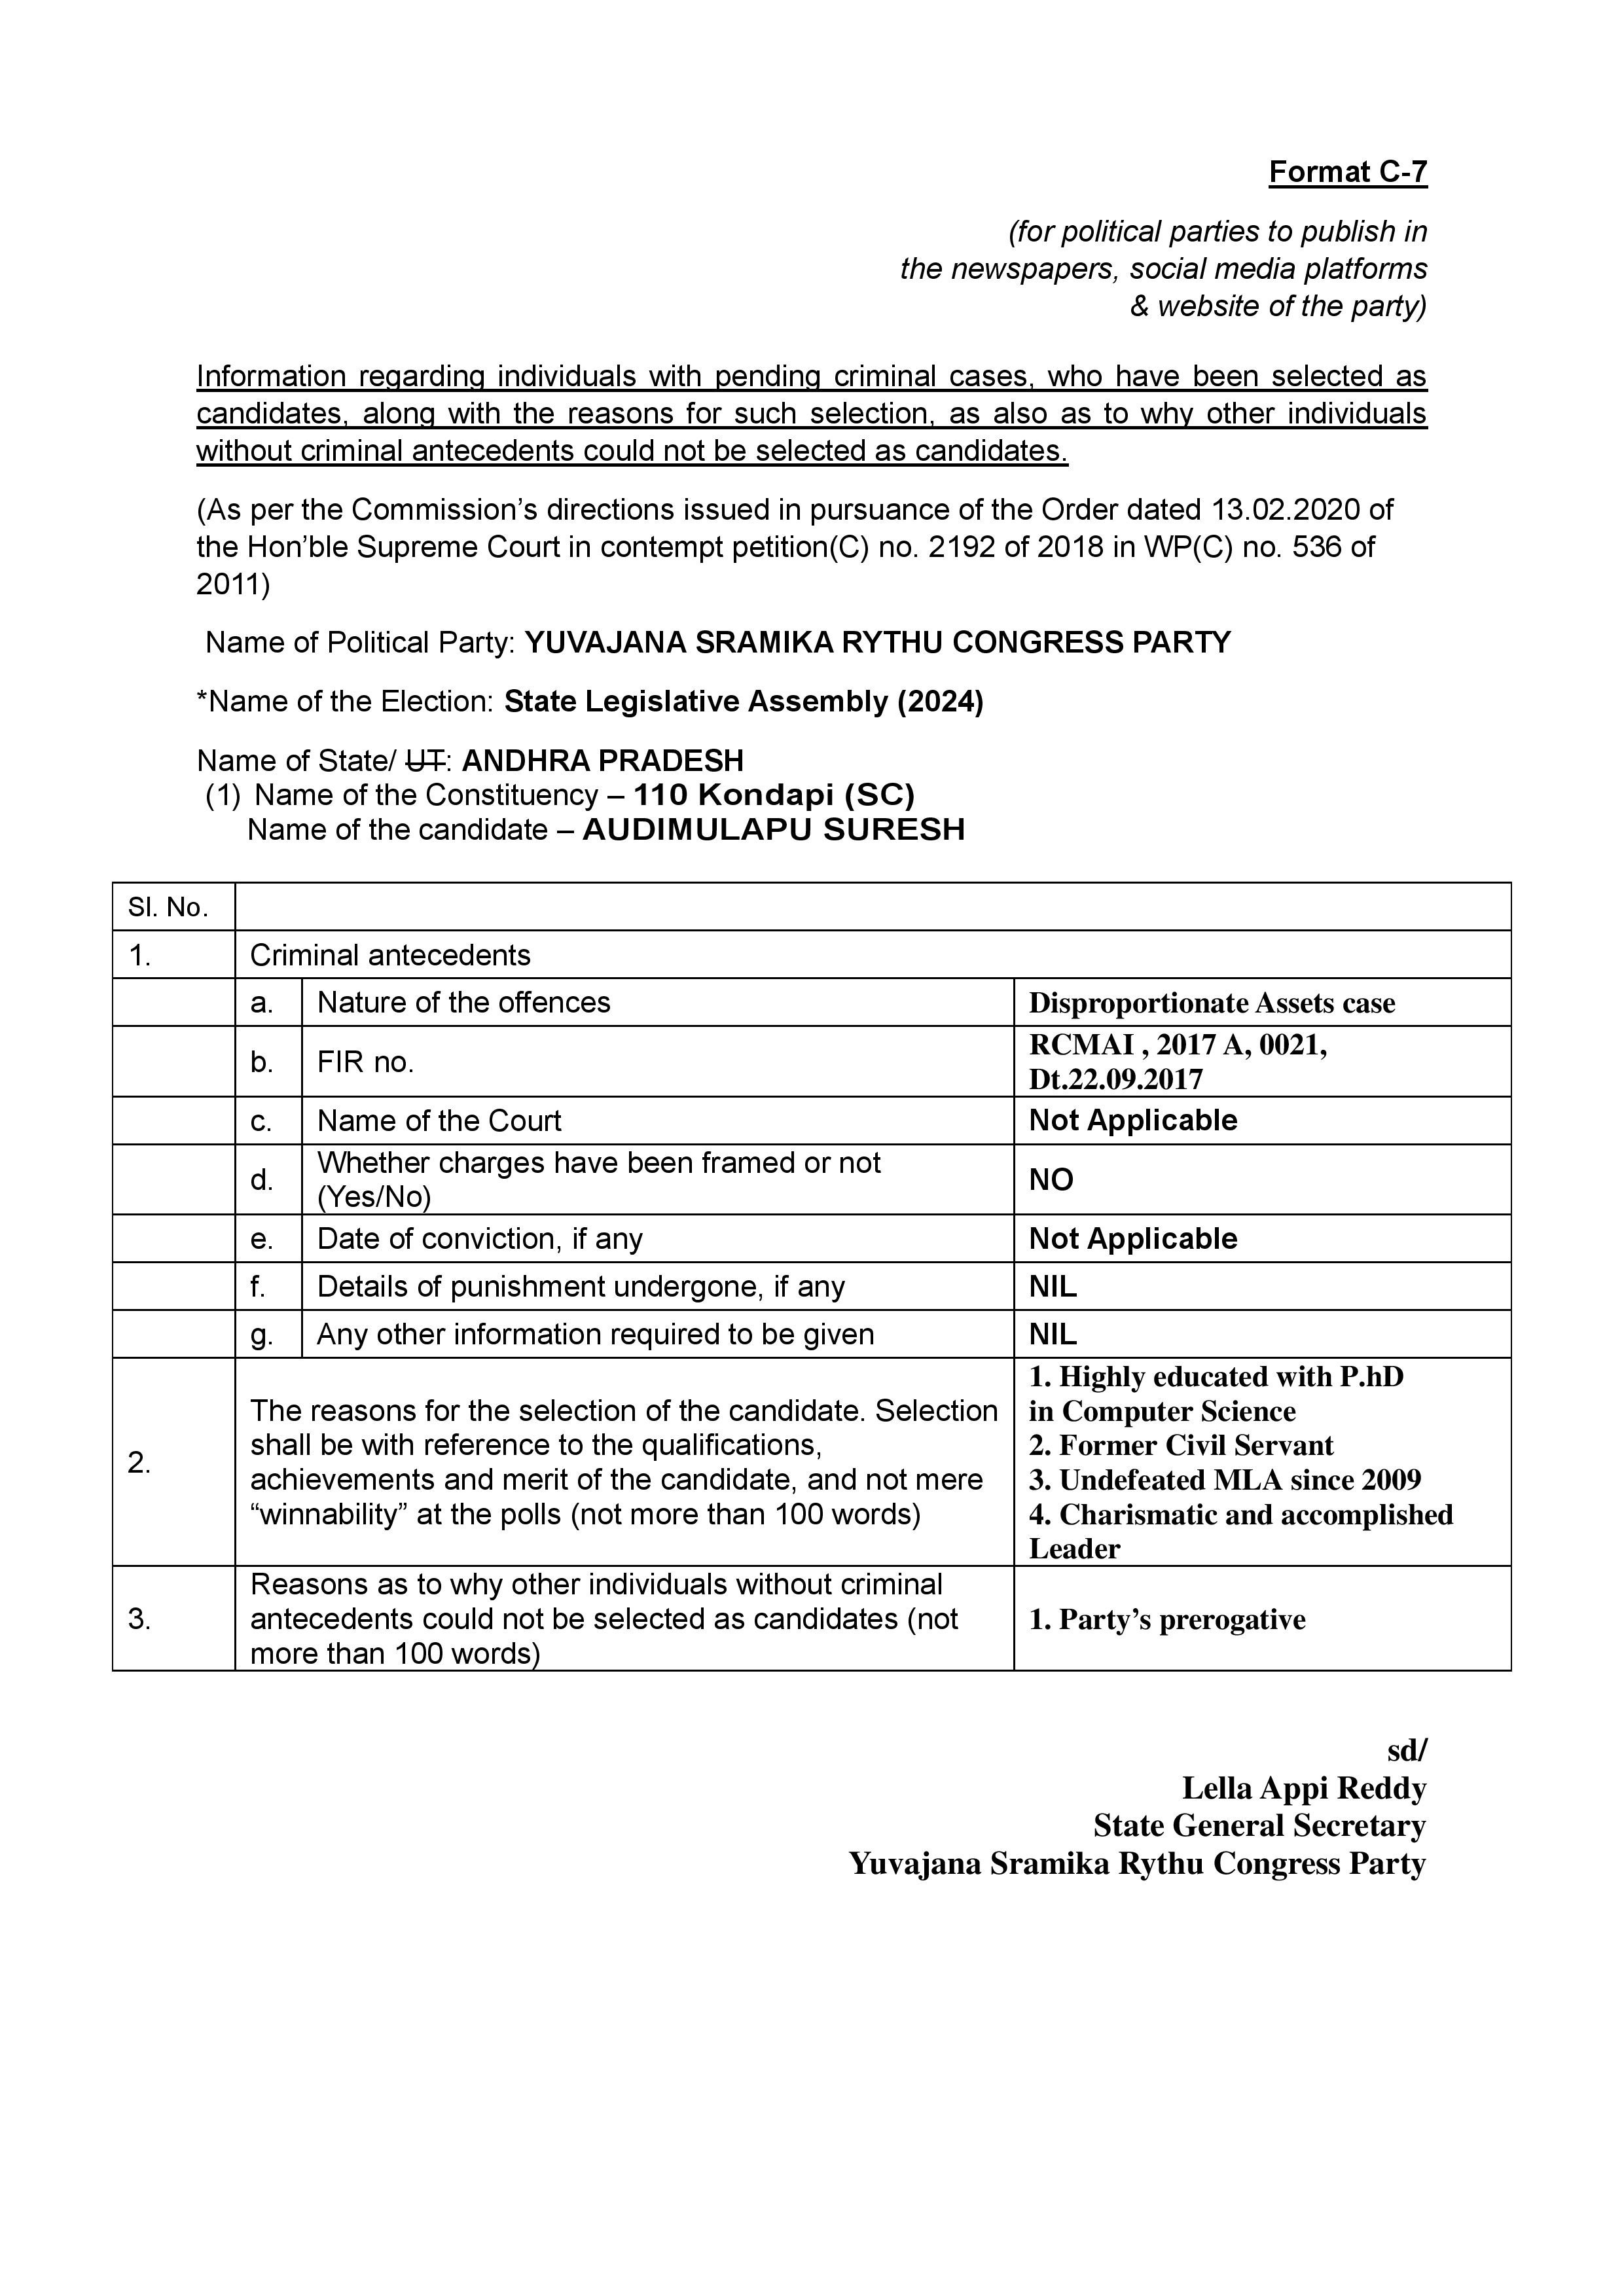 Format C-7
(for political parties to publish in
the newspapers, social media platforms
& website of the party)
Information regarding individuals with pending criminal cases, who have been selected as
candidates, along with the reasons for such selection, as also as to why other individuals
without criminal antecedents could not be selected as candidates.
(As per the Commission’s directions issued in pursuance of the Order dated 13.02.2020 of
the Hon’ble Supreme Court in contempt petition(C) no. 2192 of 2018 in WP(C) no. 536 of
2011)
Name of Political Party: YUVAJANA SRAMIKA RYTHU CONGRESS PARTY
*Name of the Election: State Legislative Assembly (2024)
Name of State/ UT: ANDHRA PRADESH
(1) Name of the Constituency – 110 Kondapi (SC)
Name of the candidate – AUDIMULAPU SURESH
Sl. No.
1. Criminal antecedents
a. Nature of the offences Disproportionate Assets case
b. FIR no. RCMAI , 2017 A, 0021,
Dt.22.09.2017
c. Name of the Court Not Applicable
d. Whether charges have been framed or not
(Yes/No) NO
e. Date of conviction, if any Not Applicable
f. Details of punishment undergone, if any NIL
g. Any other information required to be given NIL
2.
The reasons for the selection of the candidate. Selection
shall be with reference to the qualifications,
achievements and merit of the candidate, and not mere
“winnability” at the polls (not more than 100 words)
1. Highly educated with P.hD
in Computer Science
2. Former Civil Servant
3. Undefeated MLA since 2009
4. Charismatic and accomplished
Leader
3.
Reasons as to why other individuals without criminal
antecedents could not be selected as candidates (not
more than 100 words)
1. Party’s prerogative
sd/
Lella Appi Reddy
State General Secretary
Yuvajana Sramika Rythu Congress Party